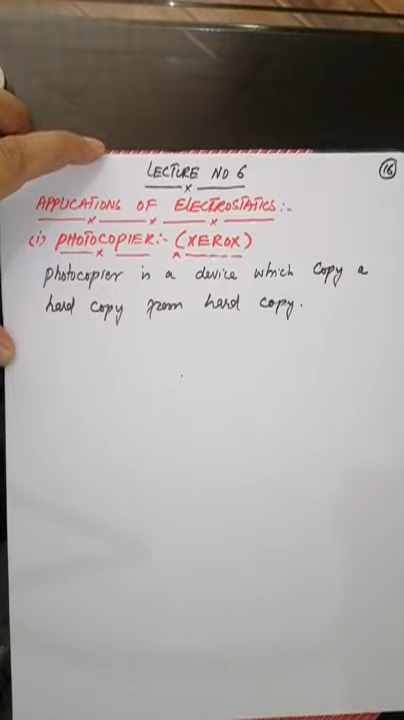 LECTURE NO 6
16
APPLICATIONS OF ELECTROSTATICS:-
(i) PHOTOCOPIER:- (XEROX)
Photocopier is a device which copy a
hard copy from hard copy.